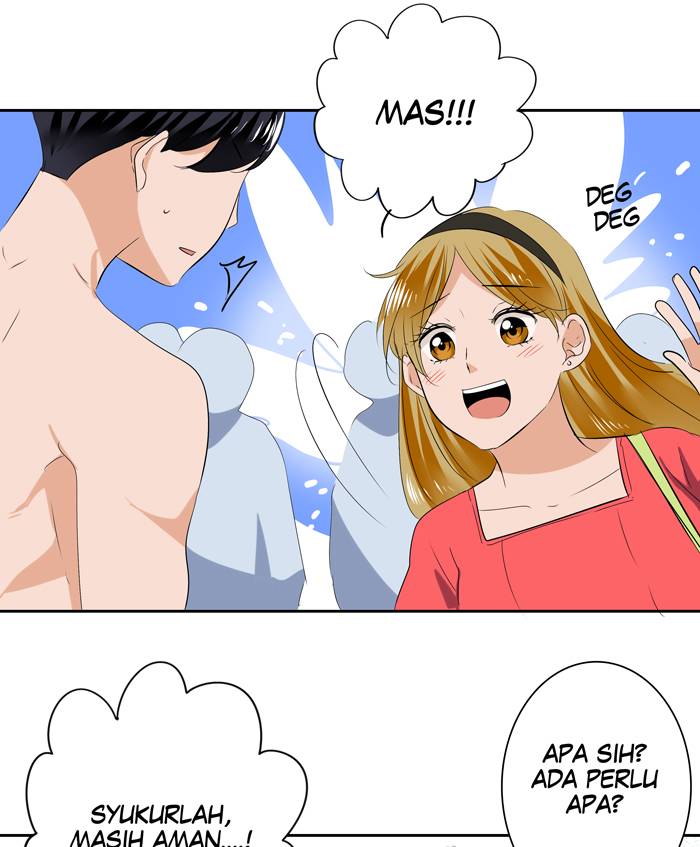 MAS!!!
DEG
DEG
APA SIH?
ADA PERLU
APA?
SYUKURLAH,
MASIH AMAN....!